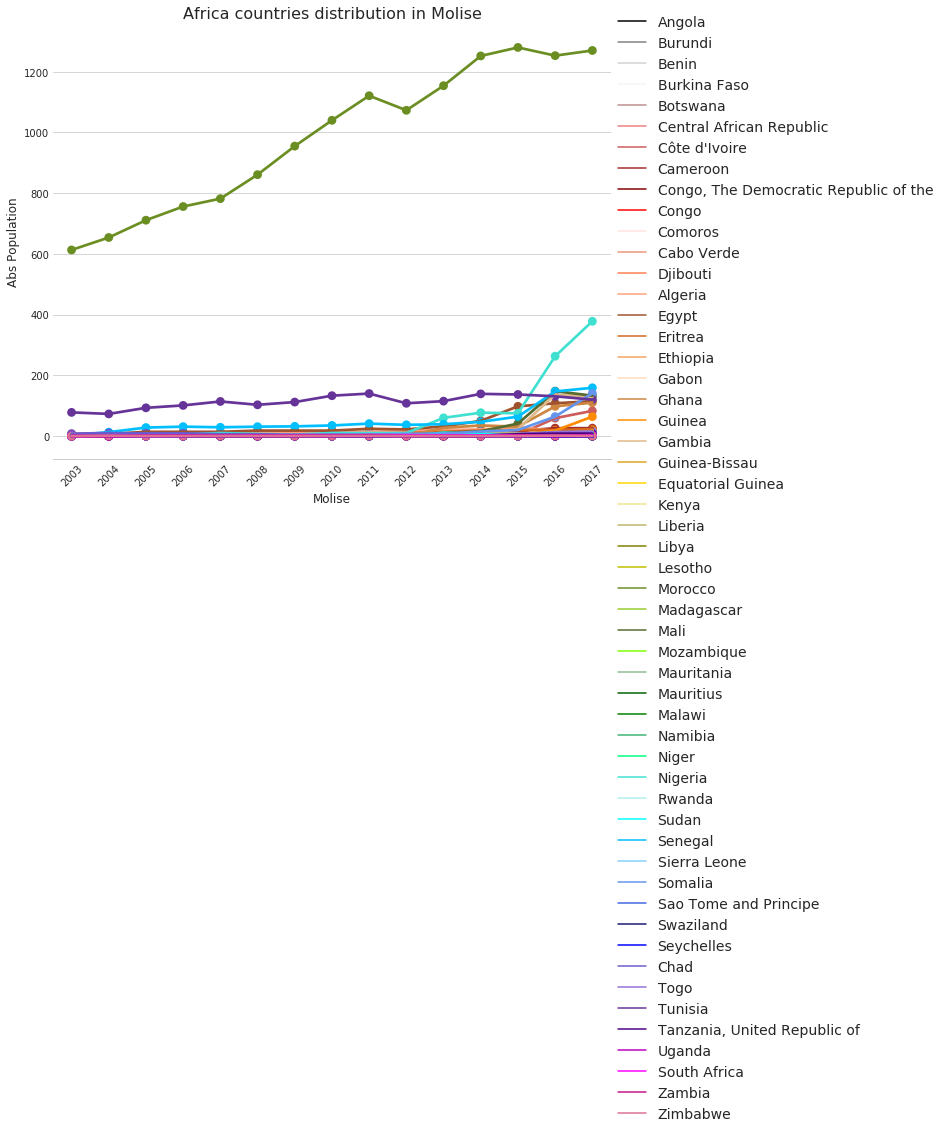 Africa countries distribution in Molise
Abs Population
1200
1000
800
600
400
200
0
2003
2004
2005
2006
2007
2008
2009
2010
2011
2012
2013
2014
2015
2016
2017
Molise
Angola
Burundi
Benin
Burkina Faso
Botswana
Central African Republic
Côte d'Ivoire
Cameroon
Congo, The Democratic Republic of the
Congo
Comoros
Cabo Verde
Djibouti
Algeria
Egypt
Eritrea
Ethiopia
Gabon
Ghana
Guinea
Gambia
Guinea-Bissau
Equatorial Guinea
Kenya
Liberia
Libya
Lesotho
Morocco
Madagascar
Mali
Mozambique
Mauritania
Mauritius
Malawi
Namibia
Niger
Nigeria
Rwanda
Sudan
Senegal
Sierra Leone
Somalia
Sao Tome and Principe
Swaziland
Seychelles
Chad
Togo
Tunisia
Tanzania, United Republic of
Uganda
South Africa
Zambia
Zimbabwe